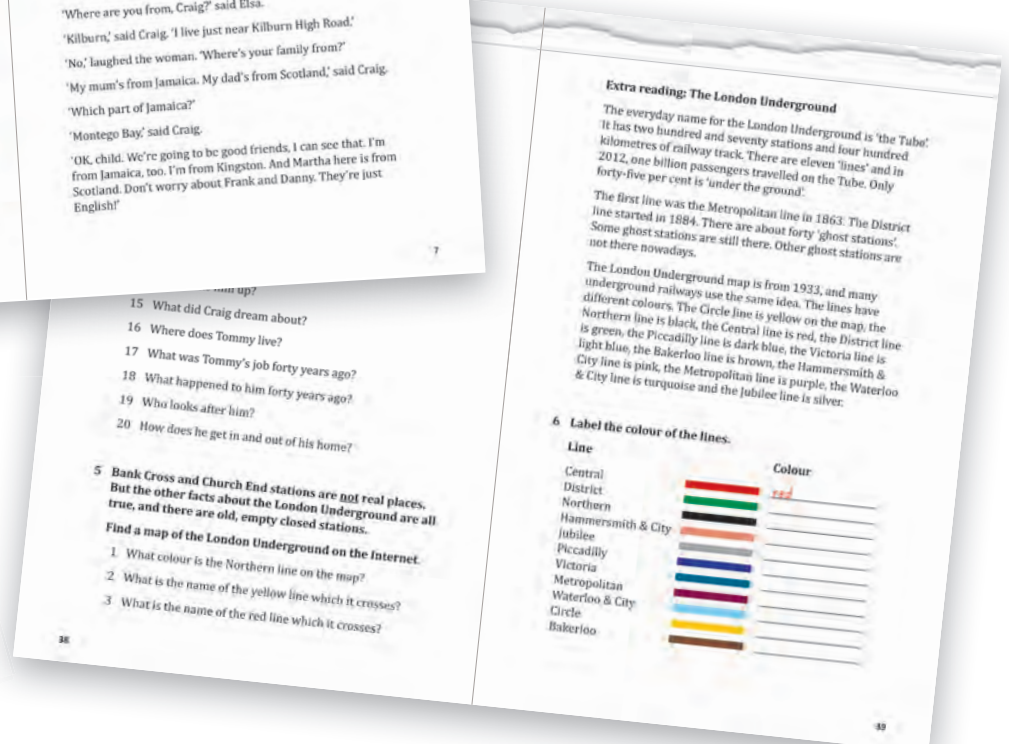 'Where are you from, Craig?' said Elsa.
'Kilburn,' said Craig. 'I live just near Kilburn High Road.'
'No,' laughed the woman. 'Where's your family from?'
'My mum's from Jamaica. My dad's from Scotland,' said Craig.
'Which part of Jamaica?'
'Montego Bay,' said Craig.
'OK, child. We're going to be good friends, I can see that. I'm
from Jamaica, too. I'm from Kingston. And Martha here is from
Scotland. Don't worry about Frank and Danny. They're just
English!'
7
him up?
15 What did Craig dream about?
16 Where does Tommy live?
17 What was Tommy's job forty years ago?
18 What happened to him forty years ago?
19 Who looks after him?
20 How does he get in and out of his home?
5 Bank Cross and Church End stations are not real places.
But the other facts about the London Underground are all
true, and there are old, empty closed stations.
Find a map of the London Underground on the Internet.
1 What colour is the Northern line on the map?
2 What is the name of the yellow line which it crosses?
3 What is the name of the red line which it crosses?
38
Extra reading: The London Underground
The everyday name for the London Underground is 'the Tube'.
It has two hundred and seventy stations and four hundred
kilometres of railway track. There are eleven 'lines' and in
2012, one billion passengers travelled on the Tube. Only
forty-five per cent is 'under the ground'.
The first line was the Metropolitan line in 1863. The District
line started in 1884. There are about forty 'ghost stations'.
Some ghost stations are still there. Other ghost stations are
not there nowadays.
The London Underground map is from 1933, and many
underground railways use the same idea. The lines have
different colours. The Circle line is yellow on the map, the
Northern line is black, the Central line is red, the District line
is green, the Piccadilly line is dark blue, the Victoria line is
light blue, the Bakerloo line is brown, the Hammersmith &
City line is pink, the Metropolitan line is purple, the Waterloo
& City line is turquoise and the Jubilee line is silver.
6 Label the colour of the lines.
Line Colour
Central red
District
Northern
Hammersmith & City
Jubilee
Piccadilly
Victoria
Metropolitan
Waterloo & City
Circle
Bakerloo
39